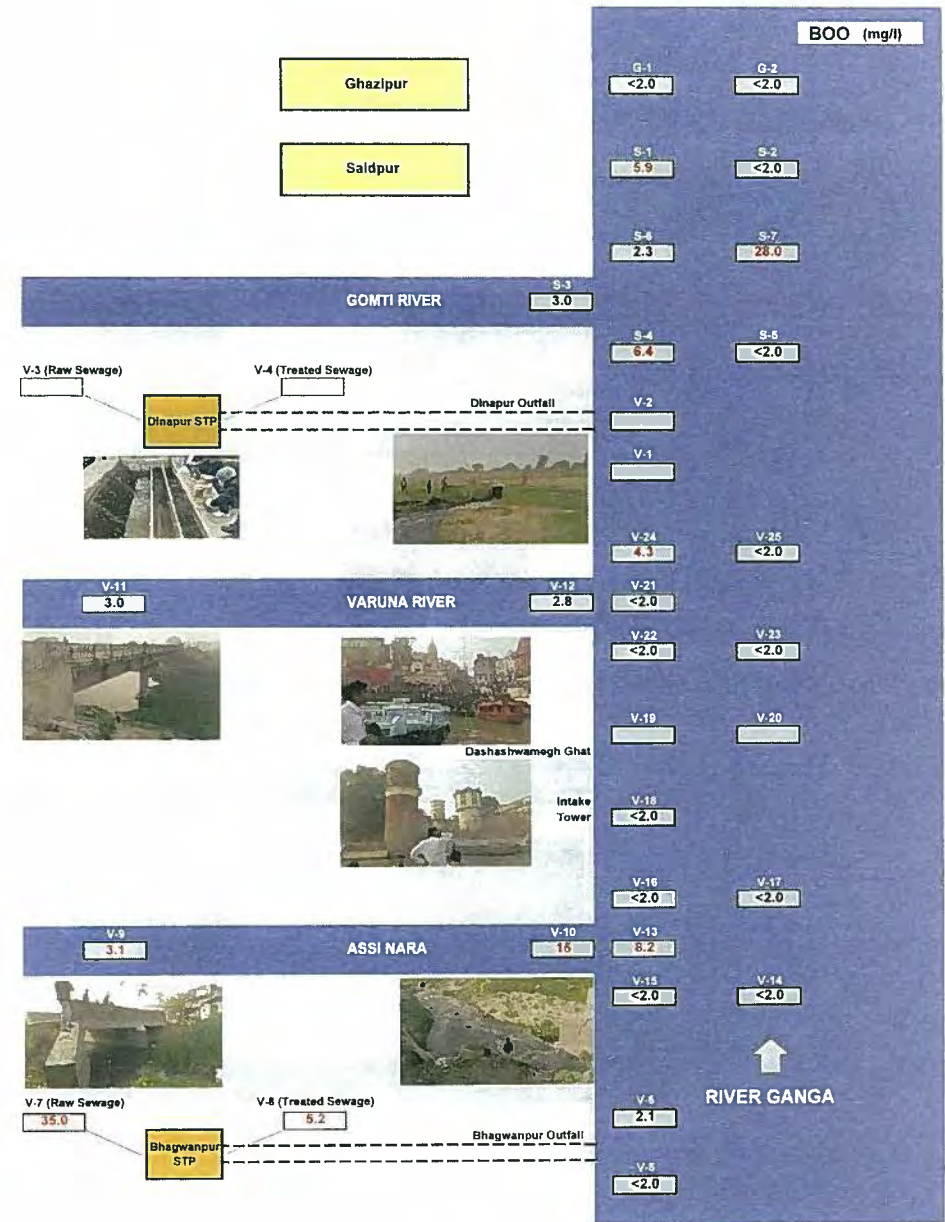 BOO (mg/l)
G-1 G-2
<2.0 <2.0
Ghazipur
Saidpur
S-1 S-2
5.9 <2.0
S-6 S-7
2.3 28.0
S-3
GOMTI RIVER 3.0
S-4 S-5
6.4 <2.0
V-3 (Raw Sewage) V-4 (Treated Sewage)
Dinapur STP
Dinapur Outfall
V-2
V-1
V-24 V-25
4.3 <2.0
V-11 V-12 V-21
3.0 VARUNA RIVER 2.8 <2.0
V-22 V-23
<2.0 <2.0
V-19 V-20
Dashashwamegh Ghat
Intake
Tower
V-18
<2.0
V-16 V-17
<2.0 <2.0
V-9 V-10 V-13
3.1 ASSI NARA 15 8.2
V-15 V-14
<2.0 <2.0
RIVER GANGA
V-7 (Raw Sewage) V-8 (Treated Sewage)
35.0 5.2
V-6
2.1
Bhagwanpur
STP
Bhagwanpur Outfall
V-5
<2.0